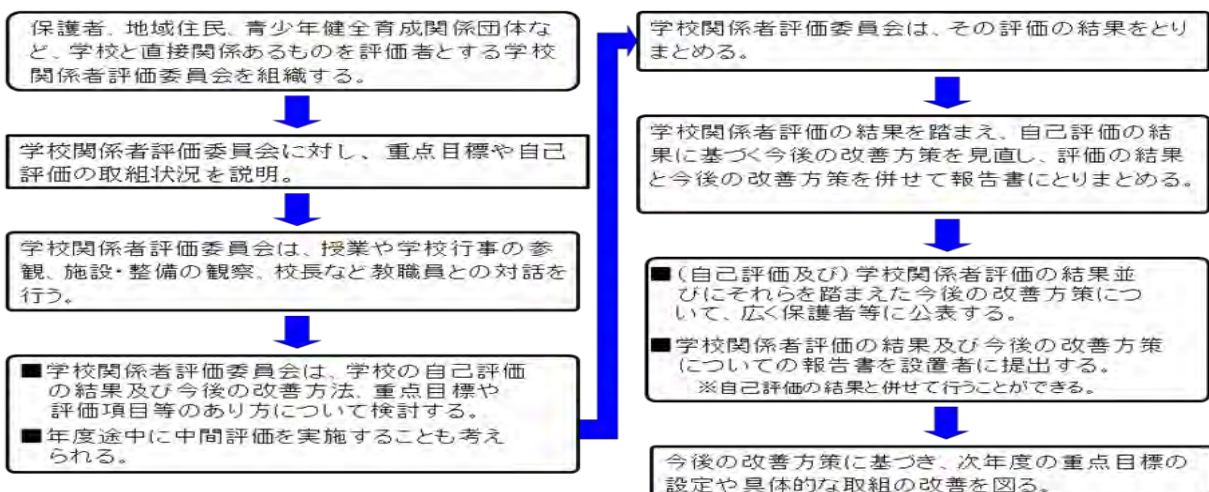 保護者、地域住民、青少年健全育成関係団体な
ど、学校と直接関係あるものを評価者とする学校
関係者評価委員会を組織する。
学校関係者評価委員会に対し、重点目標や自己
評価の取組状況を説明。
学校関係者評価委員会は、授業や学校行事の参
観、施設・整備の観察、校長など教職員との対話を
行う。
■学校関係者評価委員会は、学校の自己評価
の結果及び今後の改善方法、重点目標や
評価項目等のあり方について検討する。
■年度途中に中間評価を実施することも考え
られる。
学校関係者評価委員会は、その評価の結果をとり
まとめる。
学校関係者評価の結果を踏まえ、自己評価の結
果に基づく今後の改善方策を見直し、評価の結果
と今後の改善方策を併せて報告書にとりまとめる。
■(自己評価及び)学校関係者評価の結果並
びにそれらを踏まえた今後の改善方策につ
いて、広く保護者等に公表する。
■学校関係者評価の結果及び今後の改善方策
についての報告書を設置者に提出する。
※自己評価の結果と併せて行うことができる。
今後の改善方策に基づき、次年度の重点目標の
設定や具体的な取組の改善を図る。